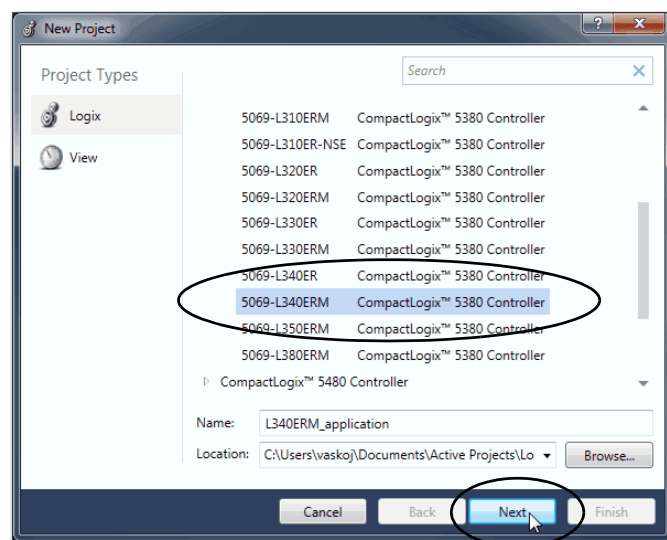 New Project
Project Types
Search
Logix
View
5069-L310ERM CompactLogix™ 5380 Controller
5069-L310ER-NSE CompactLogix™ 5380 Controller
5069-L320ER CompactLogix™ 5380 Controller
5069-L320ERM CompactLogix™ 5380 Controller
5069-L330ER CompactLogix™ 5380 Controller
5069-L330ERM CompactLogix™ 5380 Controller
5069-L340ER CompactLogix™ 5380 Controller
5069-L340ERM CompactLogix™ 5380 Controller
5069-L350ERM CompactLogix™ 5380 Controller
5069-L380ERM CompactLogix™ 5380 Controller
CompactLogix™ 5480 Controller
Name: L340ERM_application
Location: C:\Users\vaskoj\Documents\Active Projects\Lo Browse...
Cancel Back Next Finish